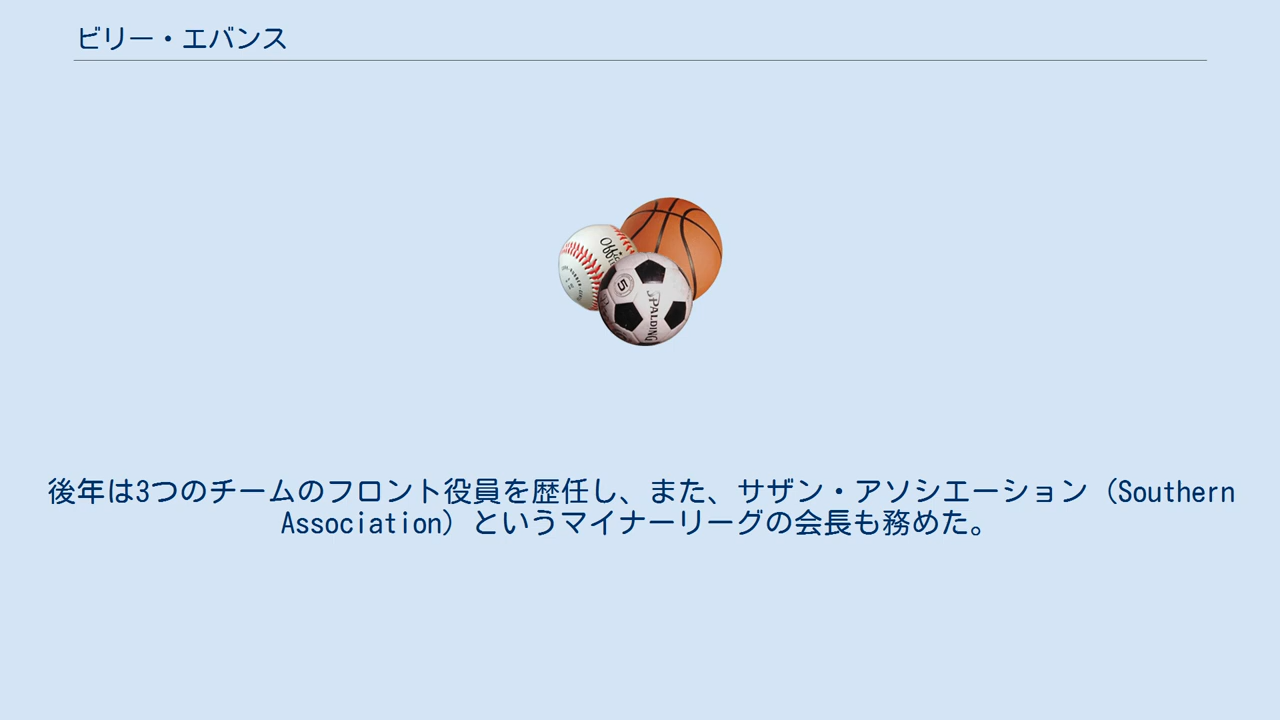 ビリー・エバンス
Offici
5
SPALDING
後年は3つのチームのフロント役員を歴任し、また、サザン・アソシエーション（Southern
Association）というマイナーリーグの会長も務めた。